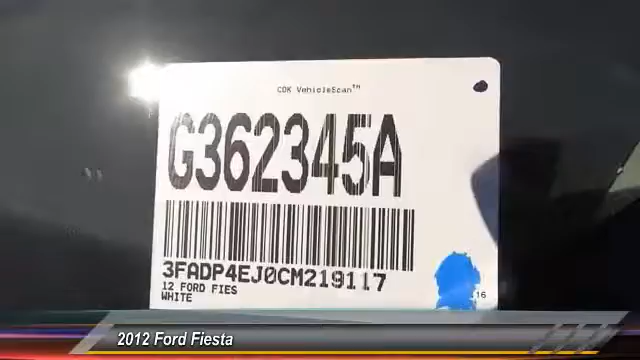 CDK VehicleScan™
G362345A
3FADP4EJ0CM219117
12 FORD FIES
WHITE
16
2012 Ford Fiesta